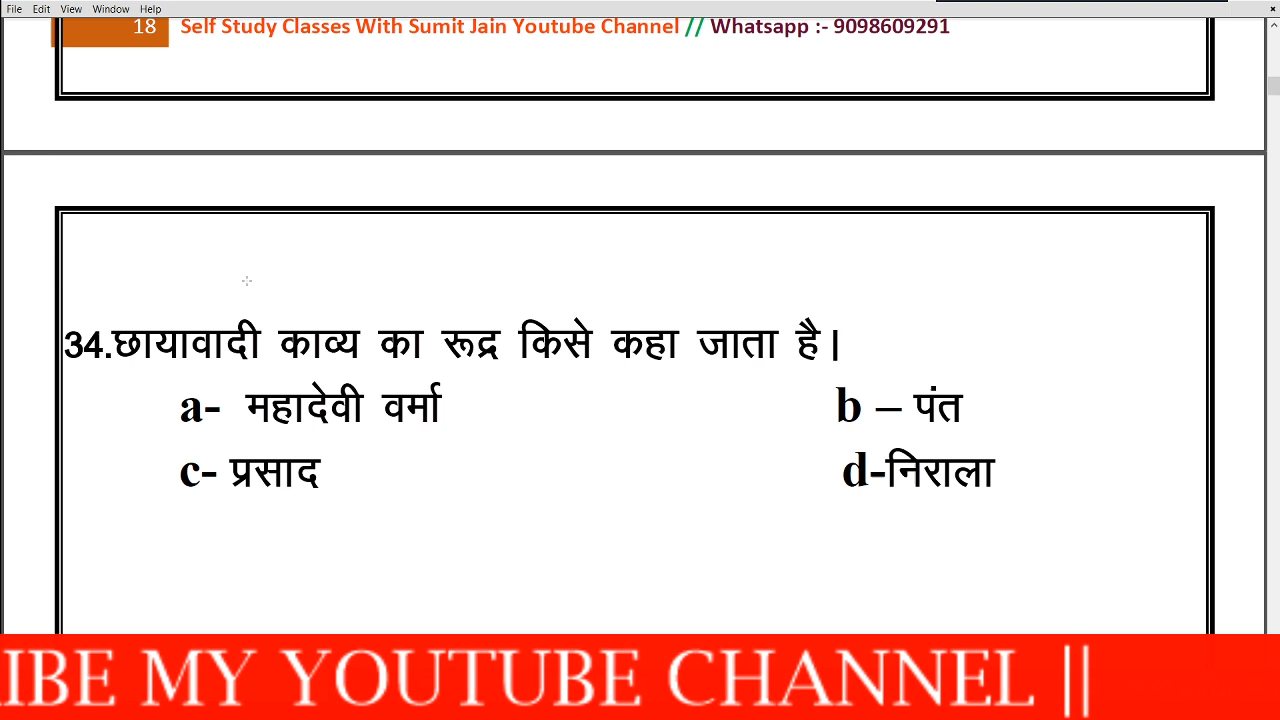 File Edit View Window Help
18 Self Study Classes With Sumit Jain Youtube Channel // Whatsapp :- 9098609291
34.छायावादी काव्य का रूद्र किसे कहा जाता है।
a- महादेवी वर्मा b – पंत
c- प्रसाद d-निराला
IBE MY YOUTUBE CHANNEL ||